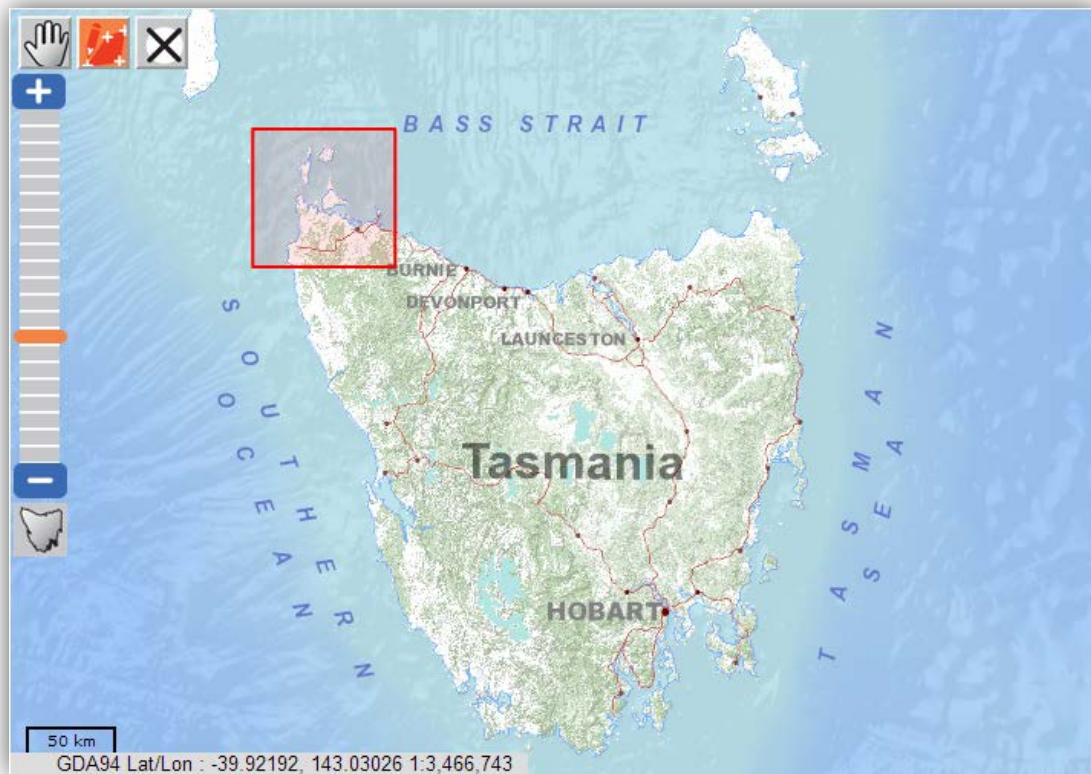 BASS STRAIT
BURNIE
DEVONPORT
LAUNCESTON
SOUTHERN
OCEAN
Tasmania
TASMAN
SEA
HOBART
50 km
GDA94 Lat/Lon : -39.92192, 143.03026 1:3,466,743